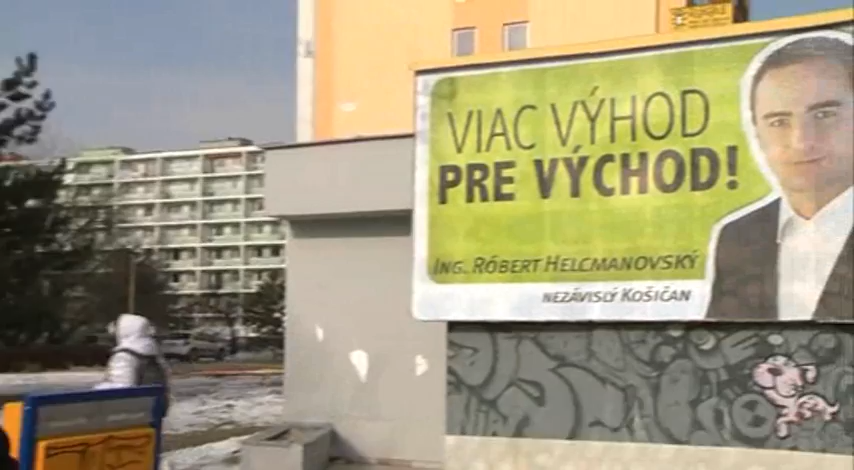 VIAC VÝHOD
PRE VÝCHOD!
ING. RÓBERT HELCMANOVSKÝ
NEZÁVISLÝ KOŠIČAN